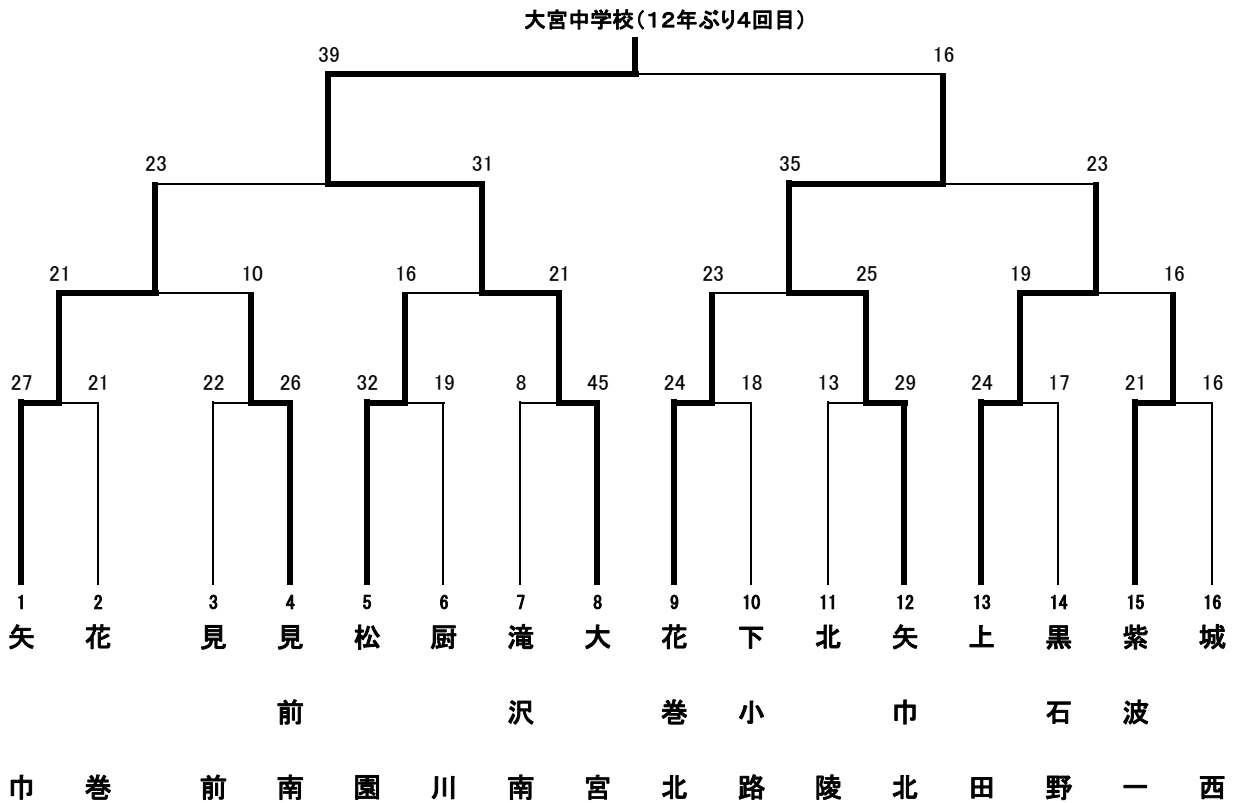 大宮中学校（１２年ぶり４回目）
39 16
23 31 35 23
21 10 16 21 23 25 19 16
27 21 22 26 32 19 8 45 24 18 13 29 24 17 21 16
1 2 3 4 5 6 7 8 9 10 11 12 13 14 15 16
矢巾
花巻
見前
見前南
松園
厨川
滝沢南
大宮
花巻北
下小路
北陵
矢巾北
上田
黒石野
紫波一
城西